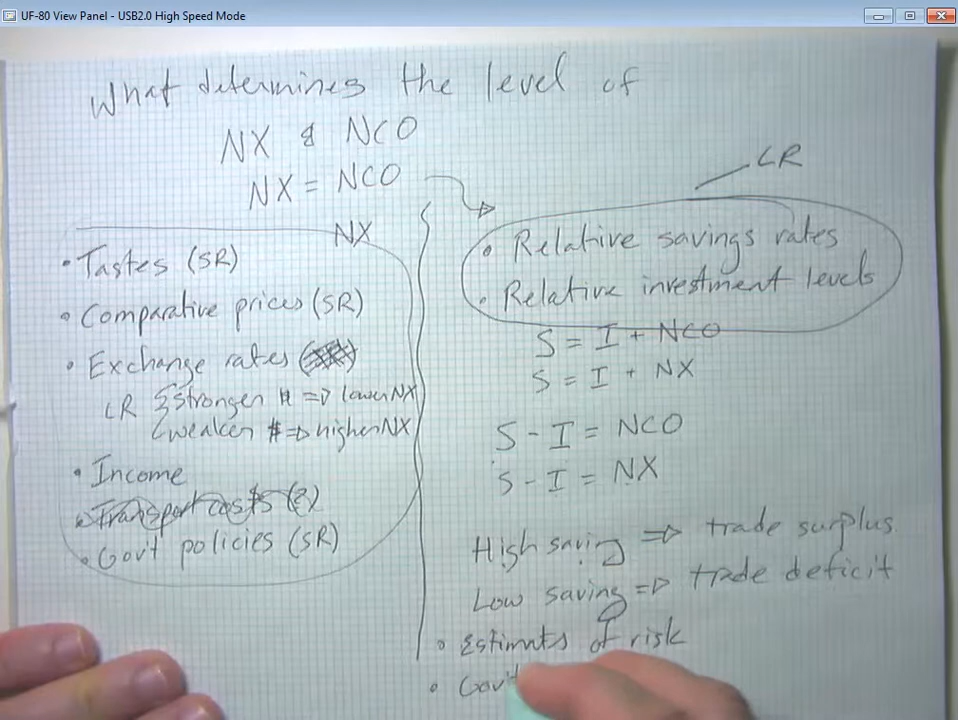 UF-80 View Panel - USB2.0 High Speed Mode
What determines the level of
NX & NCO
NX = NCO
LR
NX
• Tastes (SR)
• Comparative prices (SR)
• Exchange rates
LR {stronger $ => lower NX
weaker $ => higher NX
• Income
• Transport costs (?)
• Gov't policies (SR)
• Relative savings rates
• Relative investment levels
S = I + NCO
S = I + NX
S - I = NCO
S - I = NX
High saving => trade surplus
Low saving => trade deficit
• Estimats of risk
• Gov't